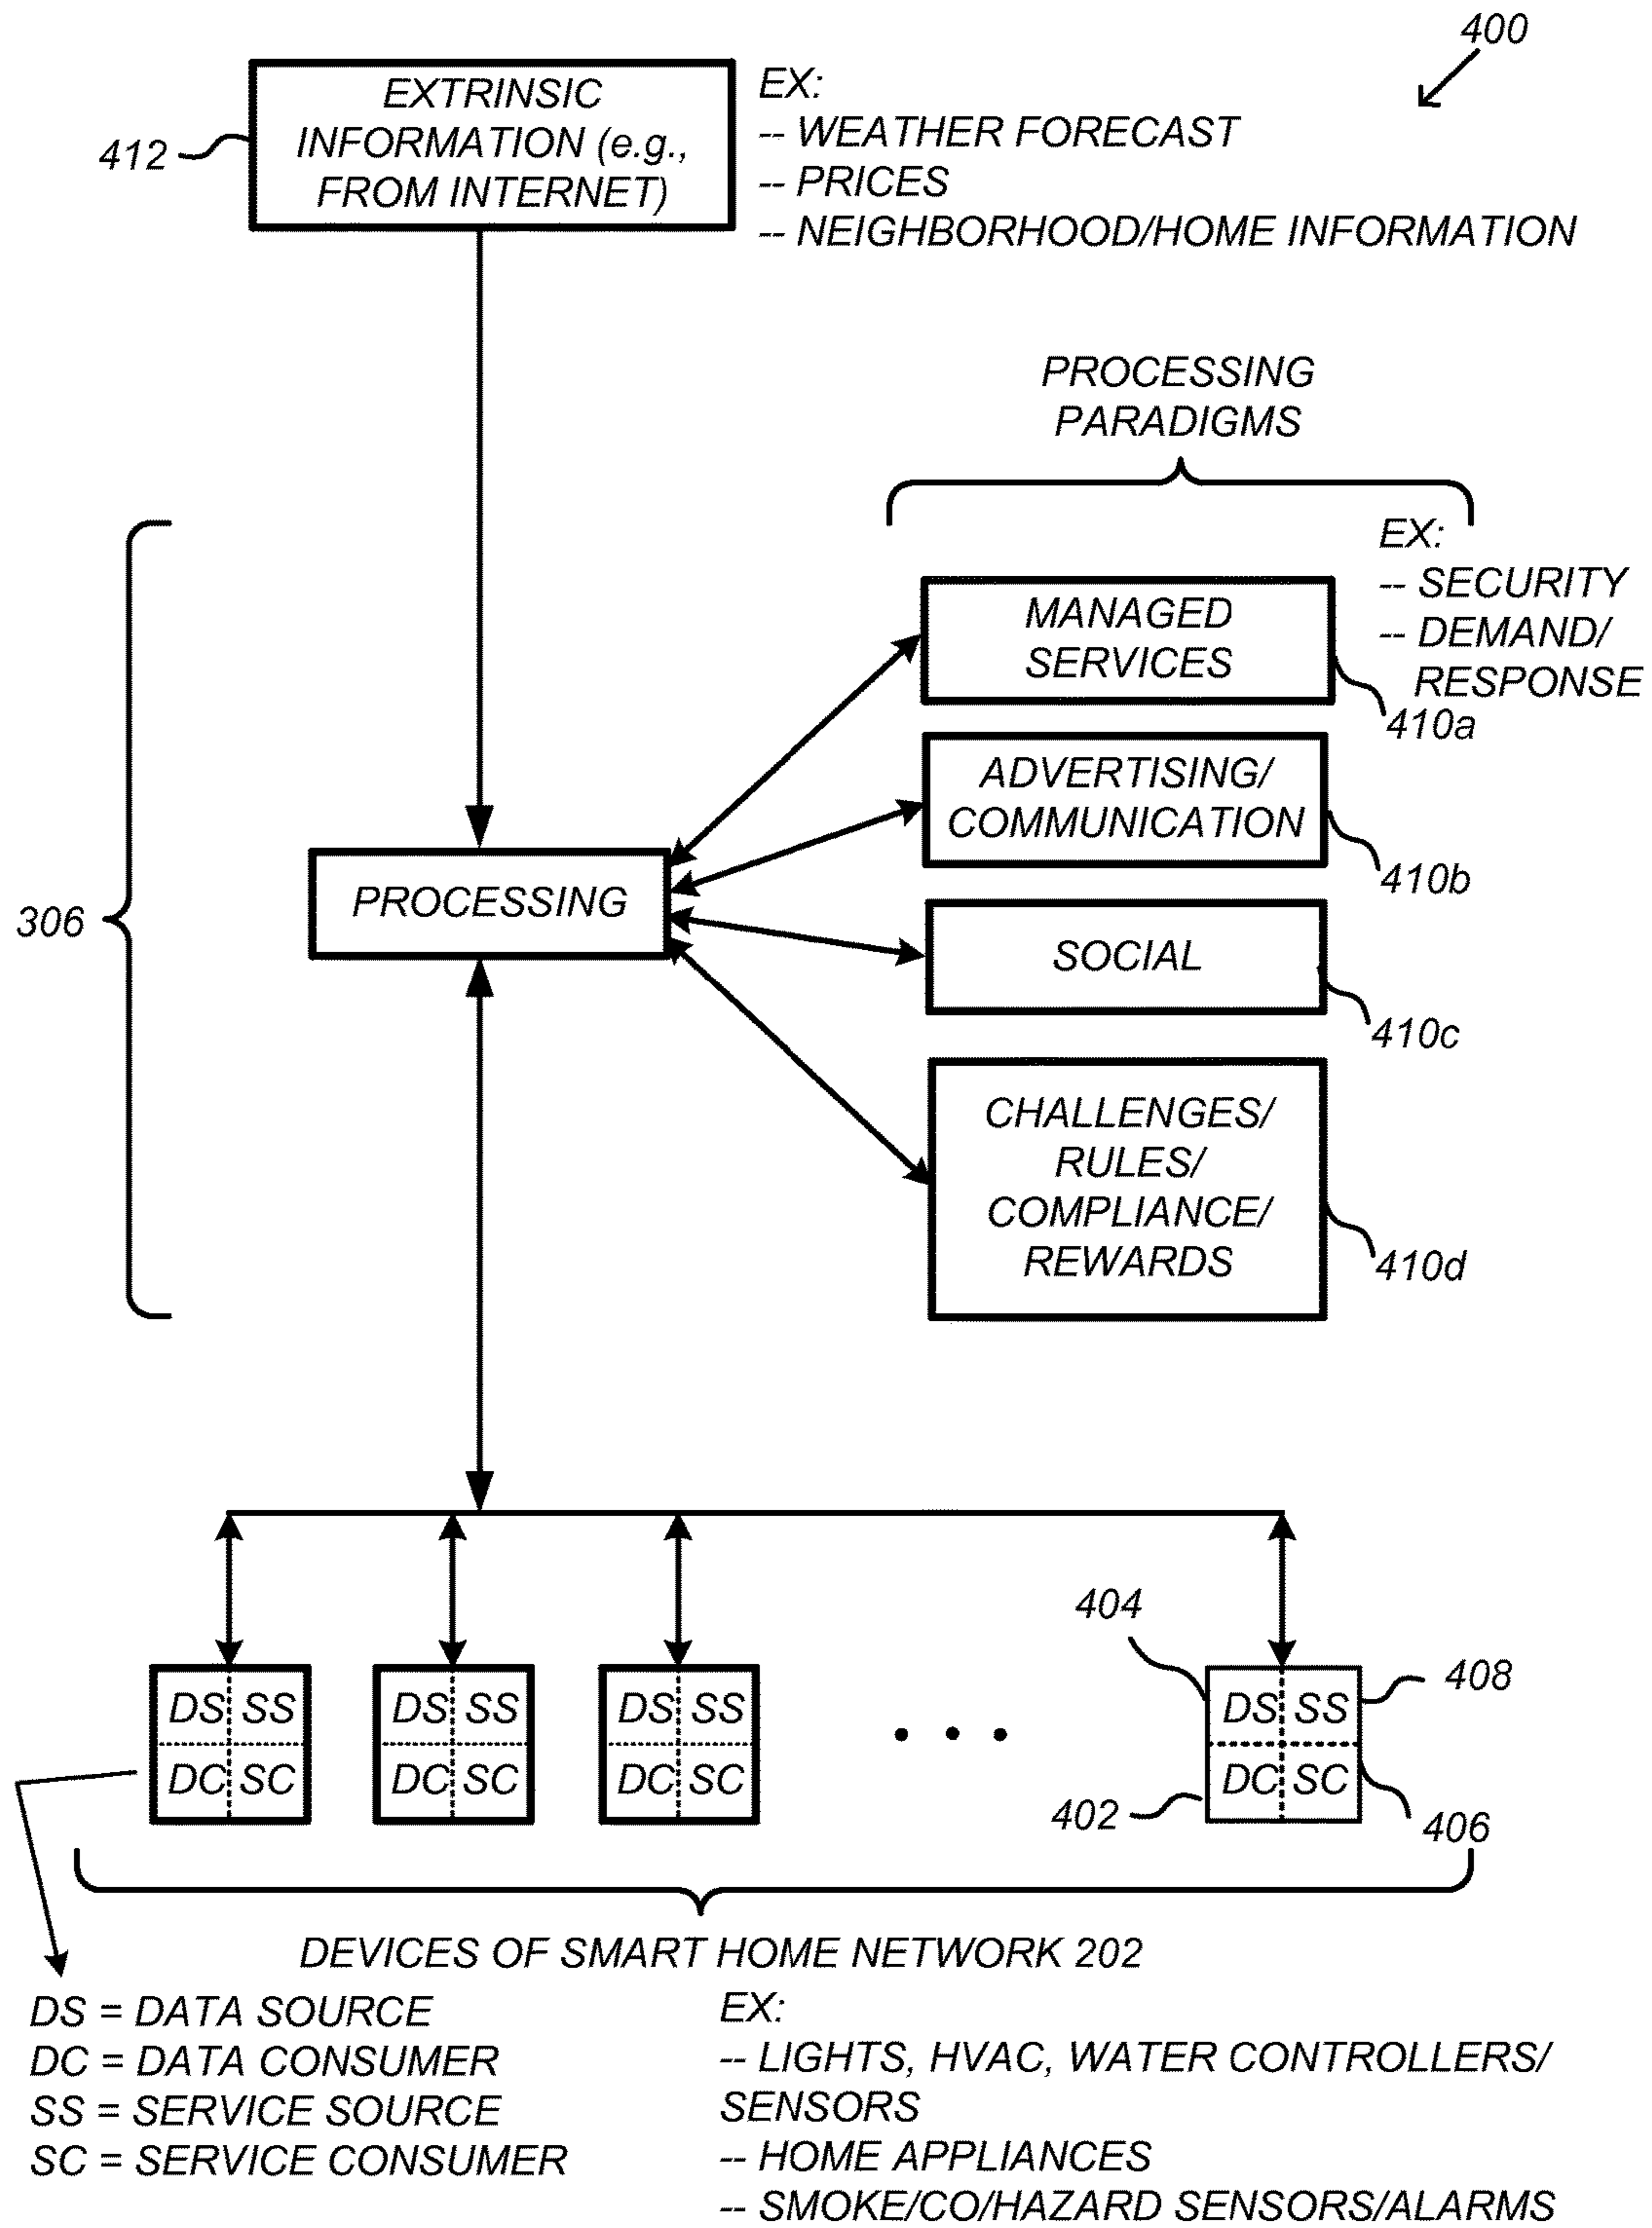 400
EXTRINSIC
INFORMATION (e.g.,
FROM INTERNET)
412
EX:
-- WEATHER FORECAST
-- PRICES
-- NEIGHBORHOOD/HOME INFORMATION
PROCESSING
PARADIGMS
EX:
-- SECURITY
-- DEMAND/
RESPONSE
MANAGED
SERVICES
410a
ADVERTISING/
COMMUNICATION
410b
306
PROCESSING
SOCIAL
410c
CHALLENGES/
RULES/
COMPLIANCE/
REWARDS
410d
404
408
DS SS
DC SC
DS SS
DC SC
DS SS
DC SC
. . .
DS SS
DC SC
402
406
DEVICES OF SMART HOME NETWORK 202
DS = DATA SOURCE
DC = DATA CONSUMER
SS = SERVICE SOURCE
SC = SERVICE CONSUMER
EX:
-- LIGHTS, HVAC, WATER CONTROLLERS/
SENSORS
-- HOME APPLIANCES
-- SMOKE/CO/HAZARD SENSORS/ALARMS